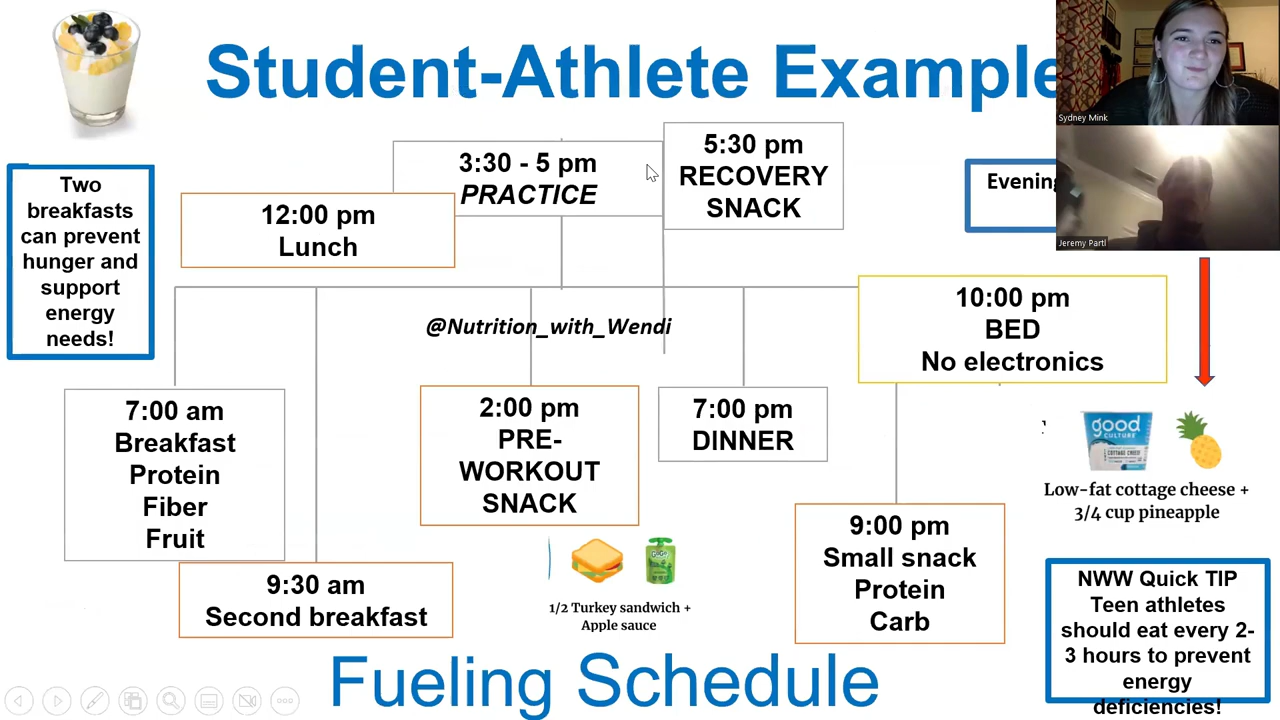 Student-Athlete Example
Sydney Mink
Jeremy Partl
Two
breakfasts
can prevent
hunger and
support
energy
needs!
3:30 - 5 pm
PRACTICE
5:30 pm
RECOVERY
SNACK
12:00 pm
Lunch
Evening
10:00 pm
BED
No electronics
@Nutrition_with_Wendi
7:00 am
Breakfast
Protein
Fiber
Fruit
2:00 pm
PRE-
WORKOUT
SNACK
7:00 pm
DINNER
good
CULTURE
COTTAGE CHEESE
Low-fat cottage cheese +
3/4 cup pineapple
9:30 am
Second breakfast
GoGo
1/2 Turkey sandwich +
Apple sauce
9:00 pm
Small snack
Protein
Carb
NWW Quick TIP
Teen athletes
should eat every 2-
3 hours to prevent
energy
deficiencies!
Fueling Schedule